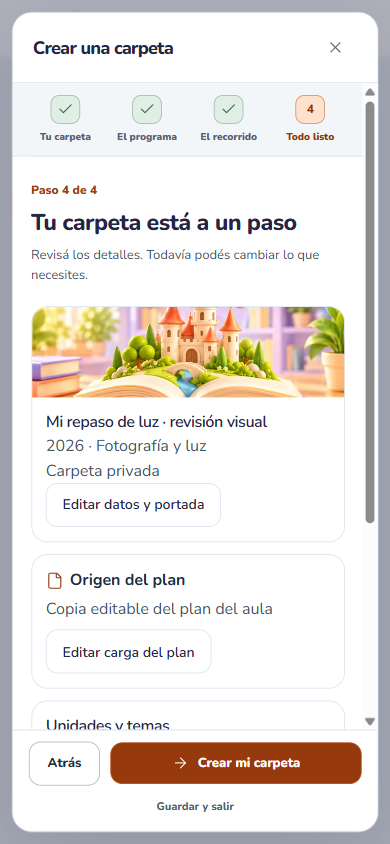 Crear una carpeta
4
Tu carpeta
El programa
El recorrido
Todo listo
Paso 4 de 4
Tu carpeta está a un paso
Revisá los detalles. Todavía podés cambiar lo que
necesites.
Mi repaso de luz · revisión visual
2026 · Fotografía y luz
Carpeta privada
Editar datos y portada
Origen del plan
Copia editable del plan del aula
Editar carga del plan
Unidades y temas
Atrás
Crear mi carpeta
Guardar y salir